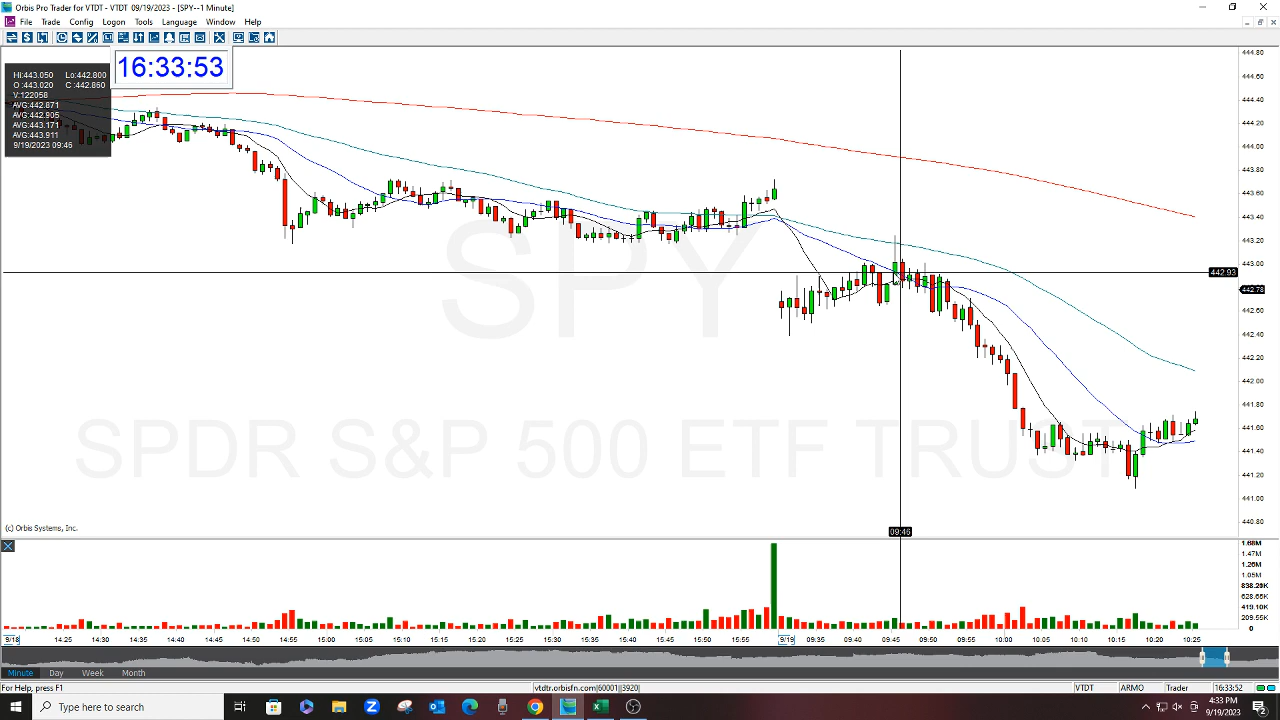 Orbis Pro Trader for VTDT - VTDT 09/19/2023 - [SPY--1 Minute]
File Trade Config Logon Tools Language Window Help
16:33:53
Hi:443.050 Lo:442.800
O :443.020 C :442.860
V:122058
AVG:442.871
AVG:442.905
AVG:443.171
AVG:443.911
9/19/2023 09:46
444.80
444.60
444.40
444.20
444.00
443.80
443.60
443.40
443.20
443.00
442.93
442.78
442.60
442.40
442.20
442.00
441.80
441.60
441.40
441.20
441.00
440.80
SPY
SPDR S&P 500 ETF TRUST
(c) Orbis Systems, Inc.
09:46
1.68M
1.47M
1.26M
1.05M
838.20K
628.65K
419.10K
209.55K
0
9/18 14:25 14:30 14:35 14:40 14:45 14:50 14:55 15:00 15:05 15:10 15:15 15:20 15:25 15:30 15:35 15:40 15:45 15:50 15:55 9/19 09:35 09:40 09:45 09:50 09:55 10:00 10:05 10:10 10:15 10:20 10:25
Minute Day Week Month
For Help, press F1 vtdtr.orbisfn.com|60001||3920| VTDT ARMO Trader 16:33:52
Type here to search
4:33 PM
9/19/2023
2